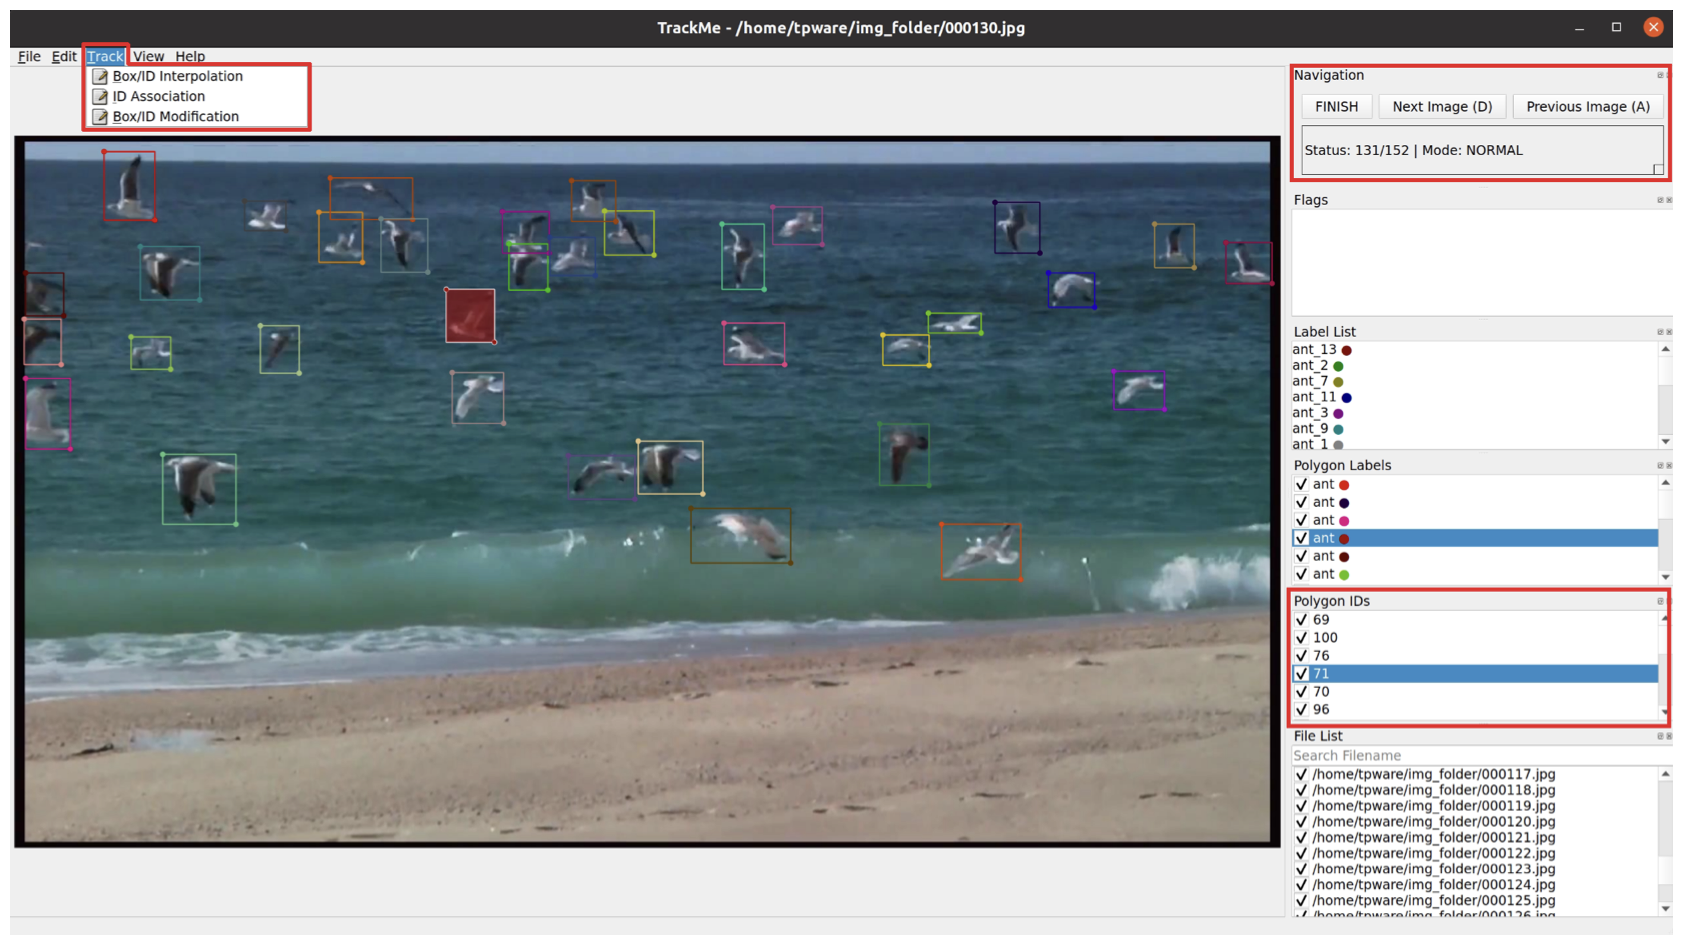 TrackMe - /home/tpware/img_folder/000130.jpg
File Edit Track View Help
Box/ID Interpolation
ID Association
Box/ID Modification
Navigation
FINISH Next Image (D) Previous Image (A)
Status: 131/152 | Mode: NORMAL
Flags
Label List
ant_13
ant_2
ant_7
ant_11
ant_3
ant_9
ant_1
Polygon Labels
ant
ant
ant
ant
ant
ant
Polygon IDs
69
100
76
71
70
96
File List
Search Filename
/home/tpware/img_folder/000117.jpg
/home/tpware/img_folder/000118.jpg
/home/tpware/img_folder/000119.jpg
/home/tpware/img_folder/000120.jpg
/home/tpware/img_folder/000121.jpg
/home/tpware/img_folder/000122.jpg
/home/tpware/img_folder/000123.jpg
/home/tpware/img_folder/000124.jpg
/home/tpware/img_folder/000125.jpg
/home/tpware/img_folder/000126.jpg